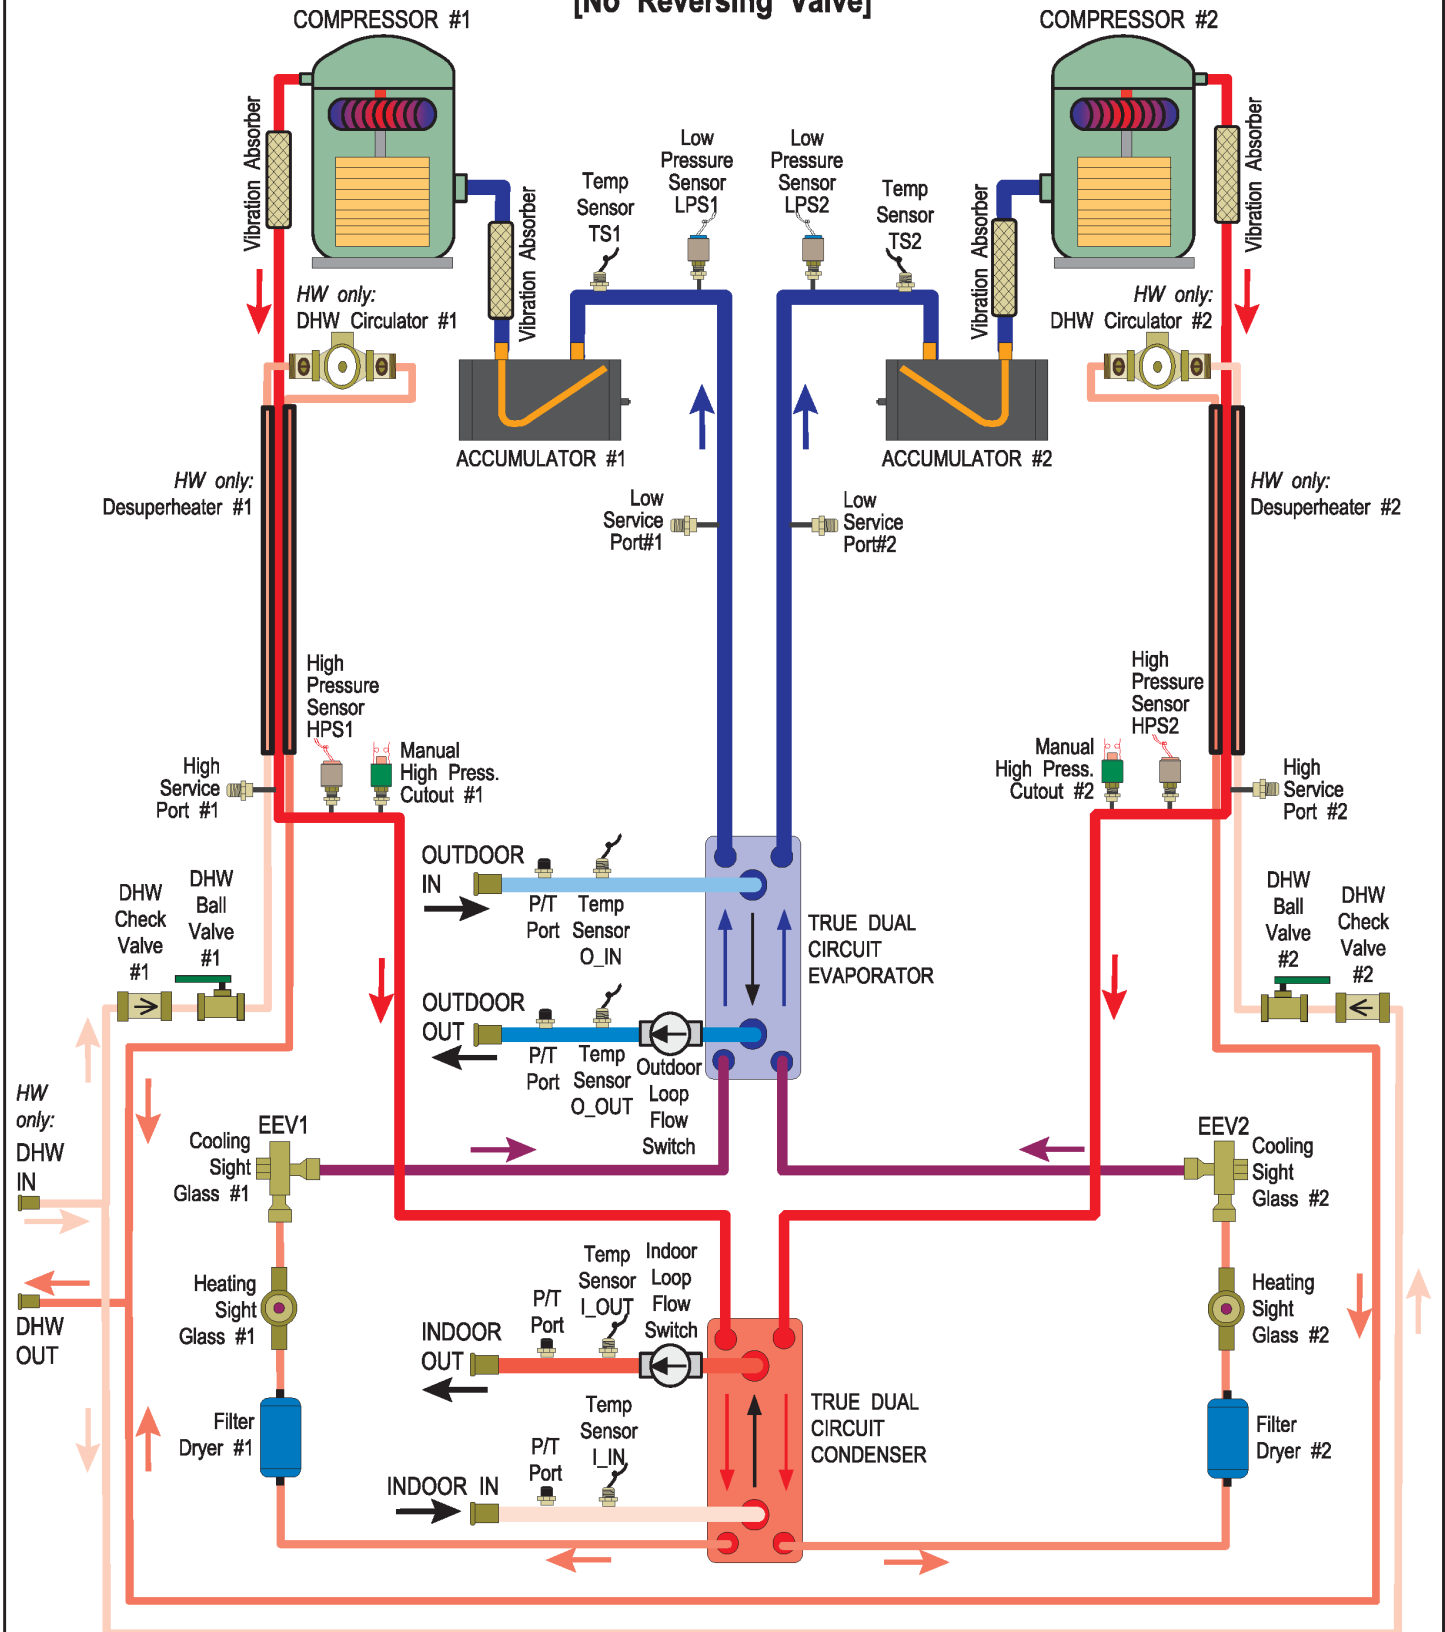 [No Reversing Valve]
COMPRESSOR #1
COMPRESSOR #2
Vibration Absorber
Vibration Absorber
Temp
Sensor
TS1
Low
Pressure
Sensor
LPS1
Low
Pressure
Sensor
LPS2
Temp
Sensor
TS2
Vibration Absorber
Vibration Absorber
HW only:
DHW Circulator #1
HW only:
DHW Circulator #2
ACCUMULATOR #1
ACCUMULATOR #2
HW only:
Desuperheater #1
Low
Service
Port#1
Low
Service
Port#2
HW only:
Desuperheater #2
High
Pressure
Sensor
HPS1
Manual
High Press.
Cutout #1
High
Service
Port #1
High
Pressure
Sensor
HPS2
Manual
High Press.
Cutout #2
High
Service
Port #2
OUTDOOR
IN
P/T
Port
Temp
Sensor
O_IN
TRUE DUAL
CIRCUIT
EVAPORATOR
DHW
Check
Valve
#1
DHW
Ball
Valve
#1
DHW
Ball
Valve
#2
DHW
Check
Valve
#2
OUTDOOR
OUT
P/T
Port
Temp
Sensor
O_OUT
Outdoor
Loop
Flow
Switch
HW
only:
DHW
IN
EEV1
Cooling
Sight
Glass #1
EEV2
Cooling
Sight
Glass #2
DHW
OUT
Heating
Sight
Glass #1
Temp
Sensor
I_OUT
Indoor
Loop
Flow
Switch
P/T
Port
INDOOR
OUT
Heating
Sight
Glass #2
Filter
Dryer #1
Temp
Sensor
I_IN
P/T
Port
INDOOR IN
TRUE DUAL
CIRCUIT
CONDENSER
Filter
Dryer #2